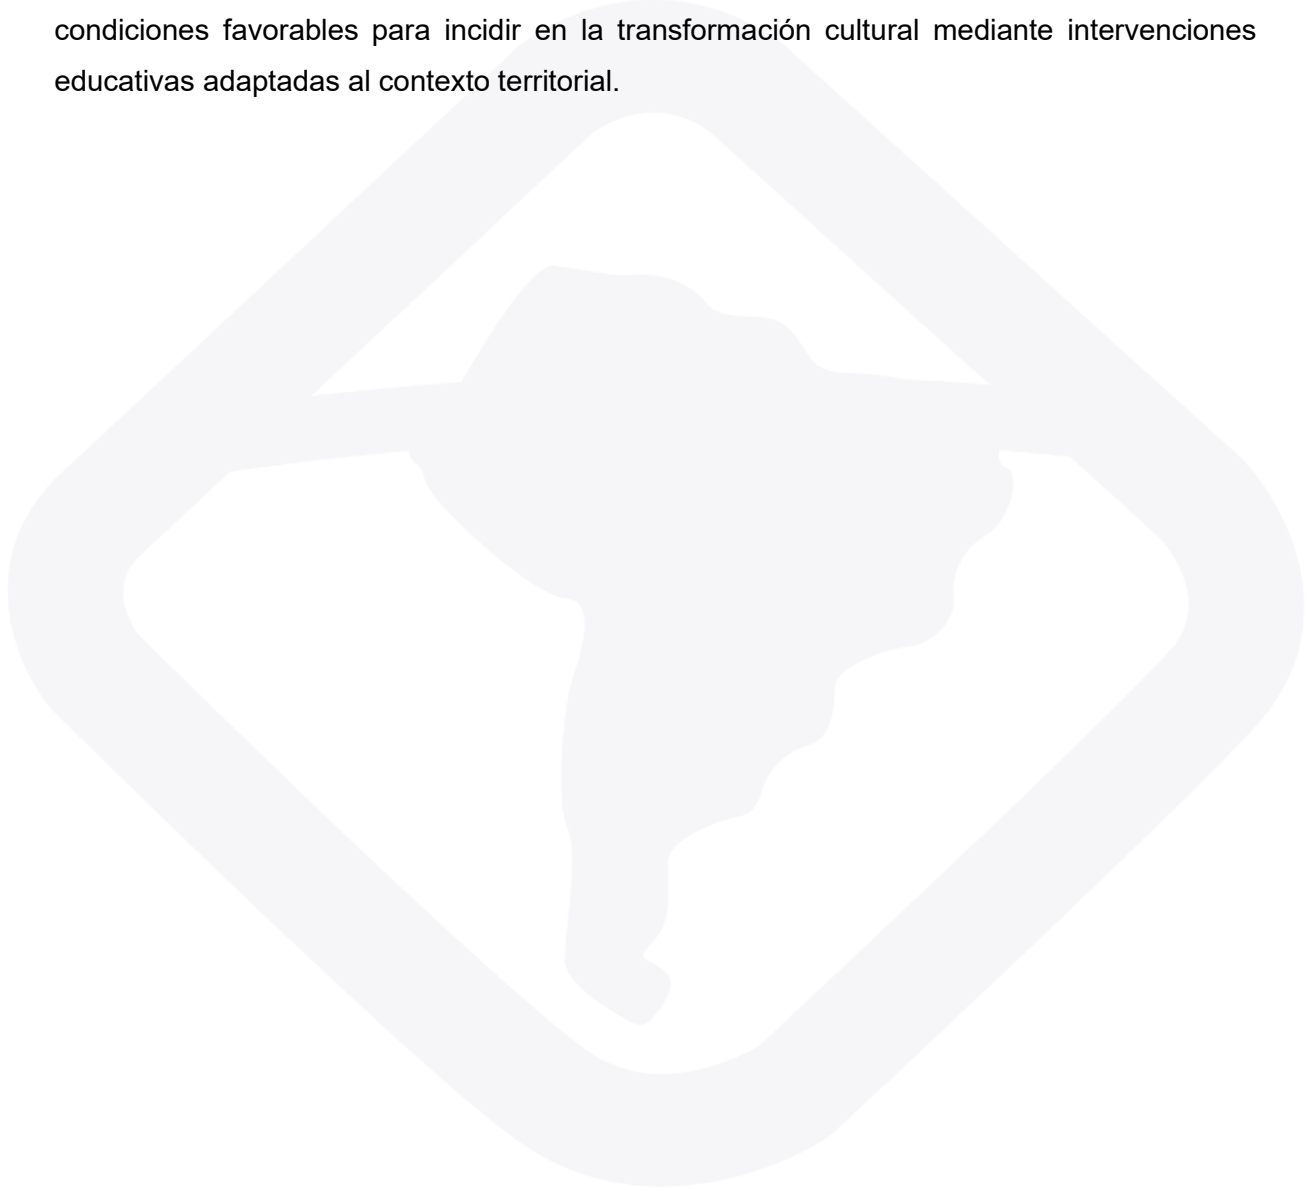 condiciones favorables para incidir en la transformación cultural mediante intervenciones
educativas adaptadas al contexto territorial.